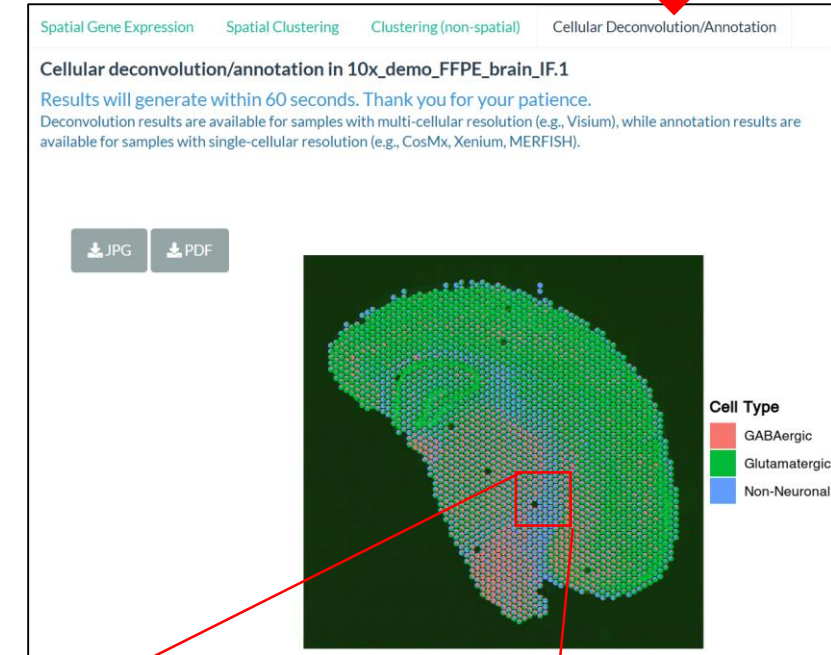 Spatial Gene Expression Spatial Clustering Clustering (non-spatial) Cellular Deconvolution/Annotation
Cellular deconvolution/annotation in 10x_demo_FFPE_brain_IF.1
Results will generate within 60 seconds. Thank you for your patience.
Deconvolution results are available for samples with multi-cellular resolution (e.g., Visium), while annotation results are
available for samples with single-cellular resolution (e.g., CosMx, Xenium, MERFISH).
JPG PDF
Cell Type
GABAergic
Glutamatergic
Non-Neuronal